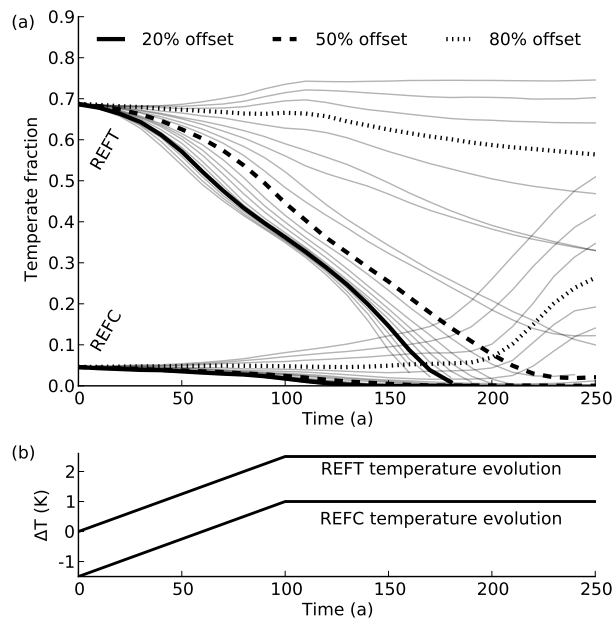 (a)
0.9
20% offset 50% offset 80% offset
0.8
0.7
0.6
0.5
0.4
0.3
0.2
0.1
0.0
Temperate fraction
REFT
REFC
0 50 100 150 200 250
Time (a)
(b)
2
1
0
-1
ΔT (K)
REFT temperature evolution
REFC temperature evolution
0 50 100 150 200 250
Time (a)